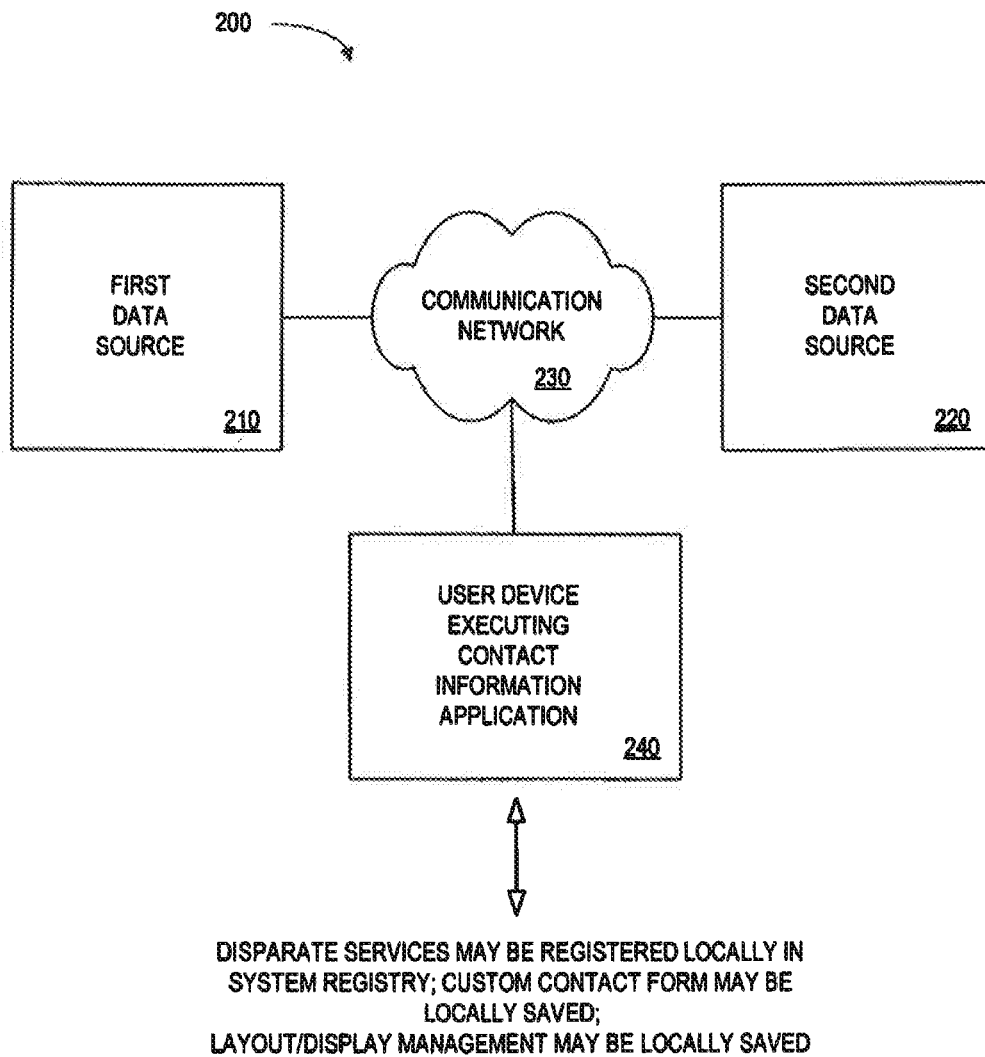 200
FIRST
DATA
SOURCE
210
COMMUNICATION
NETWORK
230
SECOND
DATA
SOURCE
220
USER DEVICE
EXECUTING
CONTACT
INFORMATION
APPLICATION
240
DISPARATE SERVICES MAY BE REGISTERED LOCALLY IN
SYSTEM REGISTRY; CUSTOM CONTACT FORM MAY BE
LOCALLY SAVED;
LAYOUT/DISPLAY MANAGEMENT MAY BE LOCALLY SAVED